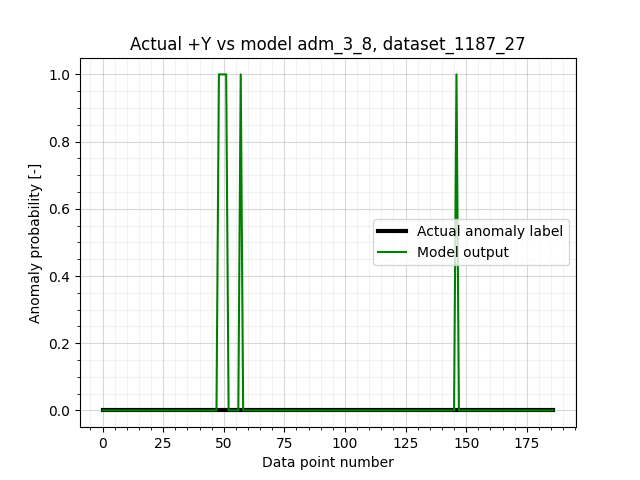 Actual +Y vs model adm_3_8, dataset_1187_27
Anomaly probability [-]
1.0
0.8
0.6
0.4
0.2
0.0
Actual anomaly label
Model output
0 25 50 75 100 125 150 175
Data point number